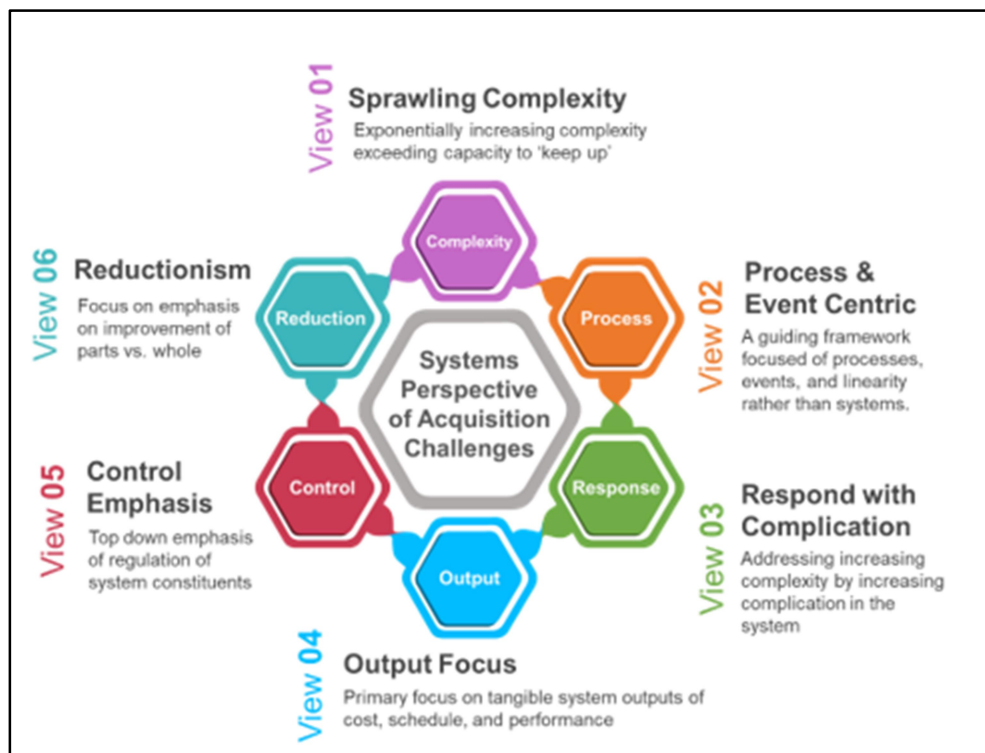 View 01
Sprawling Complexity
Exponentially increasing complexity
exceeding capacity to 'keep up'
Complexity
View 06
Reductionism
Focus on emphasis
on improvement of
parts vs. whole
Reduction
Process
View 02
Process &
Event Centric
A guiding framework
focused of processes,
events, and linearity
rather than systems.
Systems
Perspective
of Acquisition
Challenges
View 05
Control
Emphasis
Top down emphasis
of regulation of
system constituents
Control
Response
View 03
Respond with
Complication
Addressing increasing
complexity by increasing
complication in the
system
Output
View 04
Output Focus
Primary focus on tangible system outputs of
cost, schedule, and performance